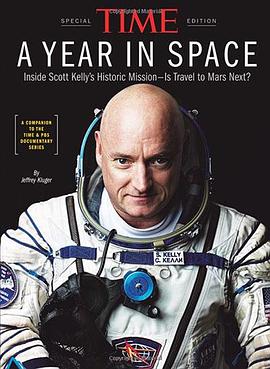 SPECIAL TIME EDITION
A YEAR IN SPACE
Inside Scott Kelly's Historic Mission—Is Travel to Mars Next?
A COMPANION
TO THE
TIME & PBS
DOCUMENTARY
SERIES
By
Jeffrey Kluger
S. KELLY
С. КЕЛЛИ